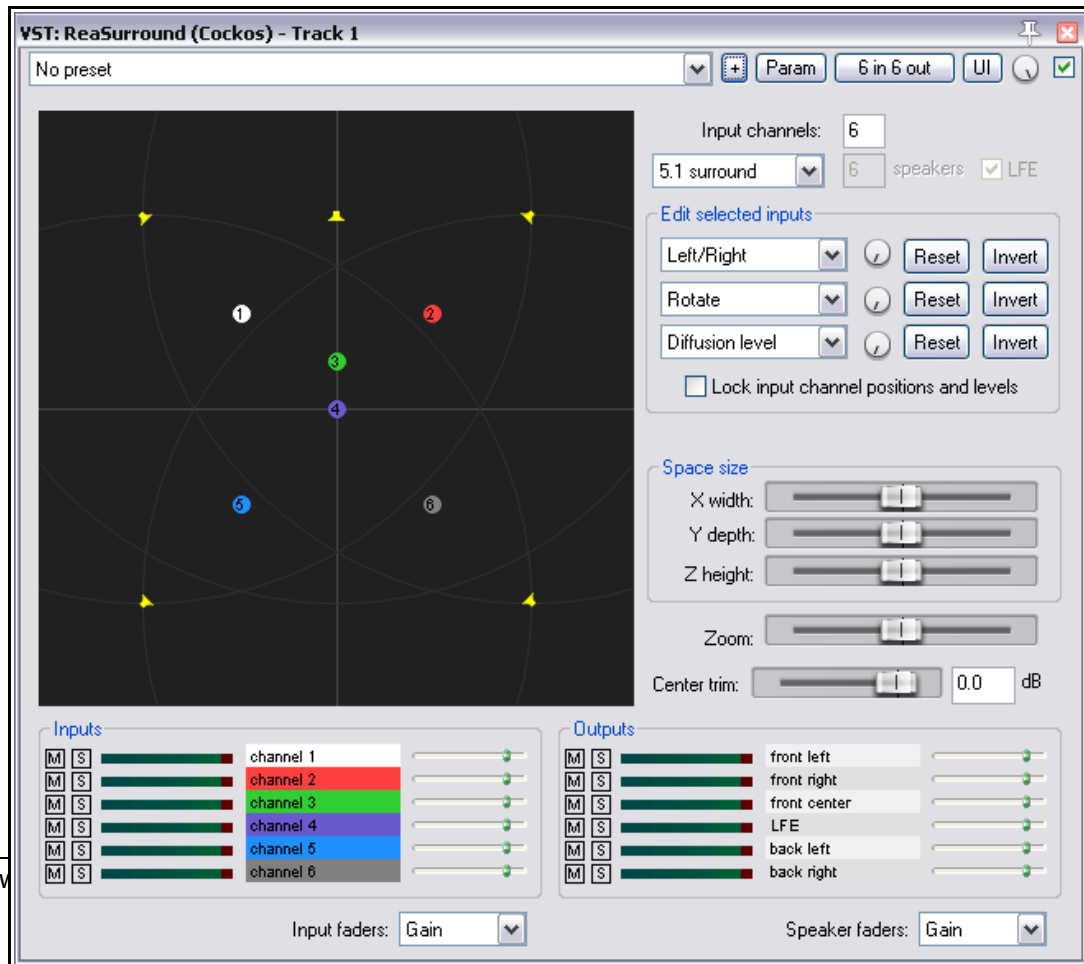 VST: ReaSurround (Cockos) - Track 1
No preset
+
Param
6 in 6 out
UI
Input channels: 6
5.1 surround
6 speakers
LFE
Edit selected inputs
Left/Right
Reset
Invert
Rotate
Reset
Invert
Diffusion level
Reset
Invert
Lock input channel positions and levels
1
2
3
4
5
6
Space size
X width:
Y depth:
Z height:
Zoom:
Center trim: 0.0 dB
Inputs
M S channel 1
M S channel 2
M S channel 3
M S channel 4
M S channel 5
M S channel 6
Input faders: Gain
Outputs
M S front left
M S front right
M S front center
M S LFE
M S back left
M S back right
Speaker faders: Gain